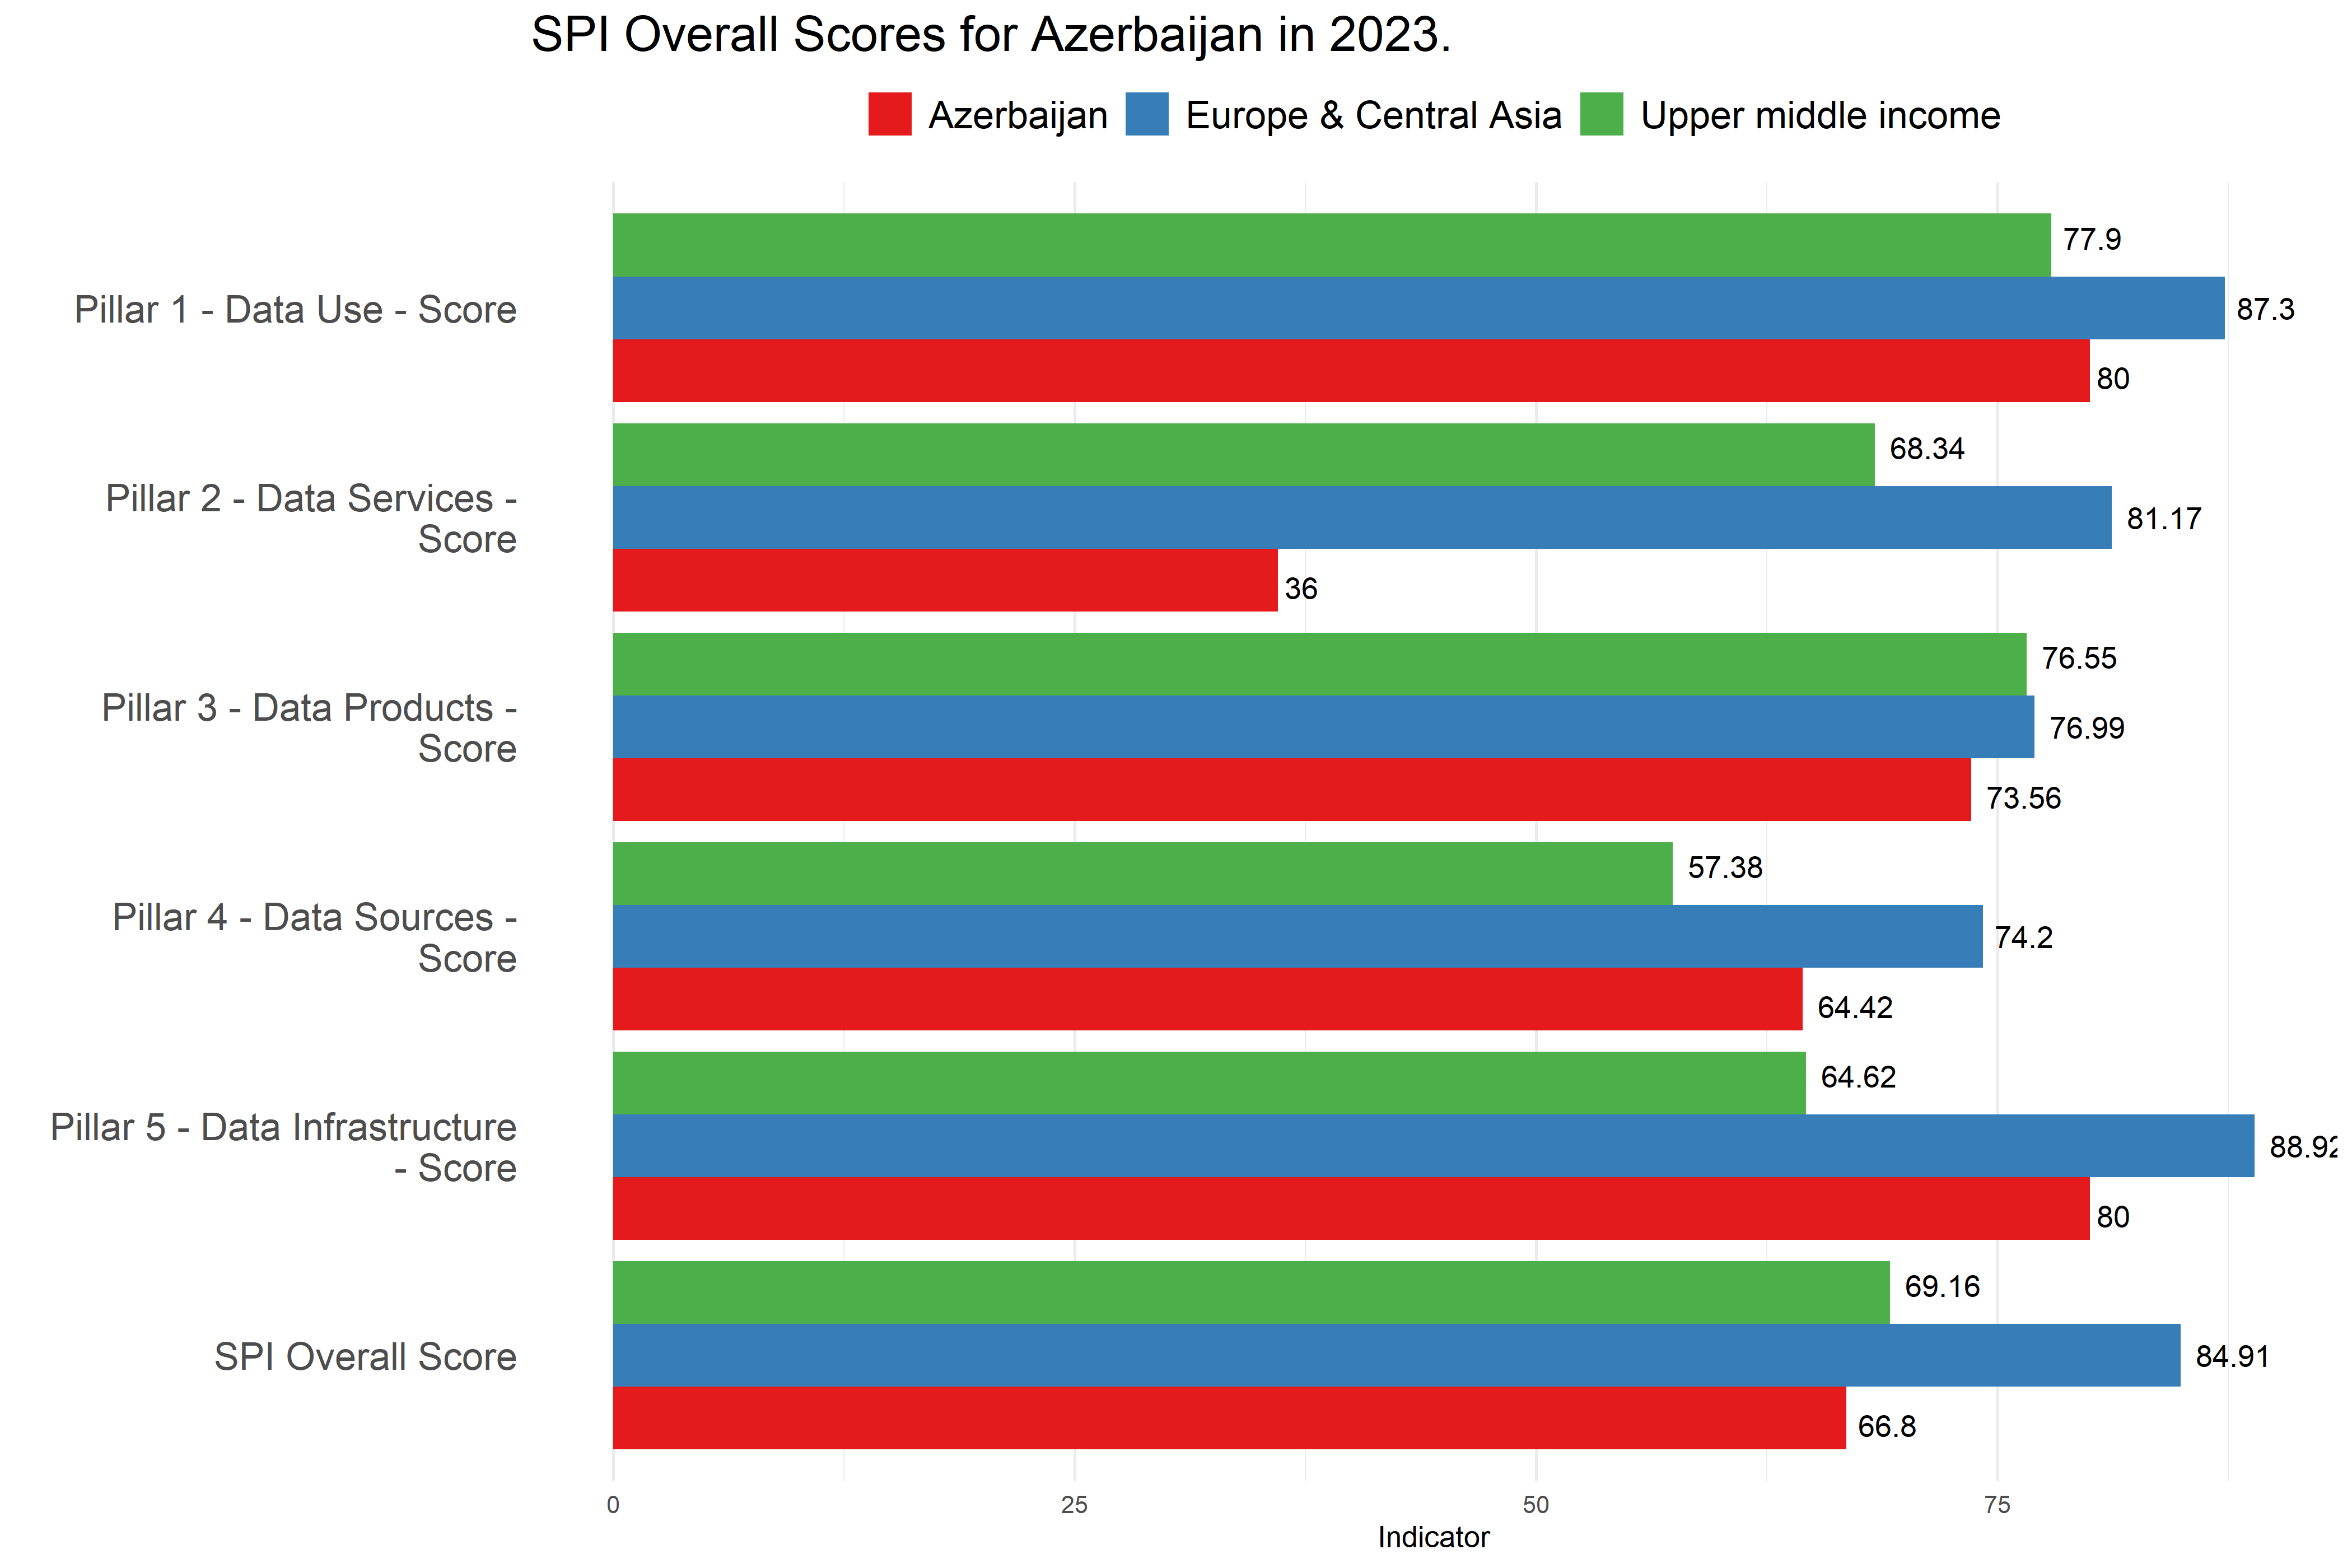 SPI Overall Scores for Azerbaijan in 2023.
Azerbaijan Europe & Central Asia Upper middle income
77.9
Pillar 1 - Data Use - Score
87.3
80
68.34
Pillar 2 - Data Services -
Score
81.17
36
76.55
Pillar 3 - Data Products -
Score
76.99
73.56
57.38
Pillar 4 - Data Sources -
Score
74.2
64.42
64.62
Pillar 5 - Data Infrastructure
- Score
88.92
80
69.16
SPI Overall Score
84.91
66.8
0 25 50 75
Indicator